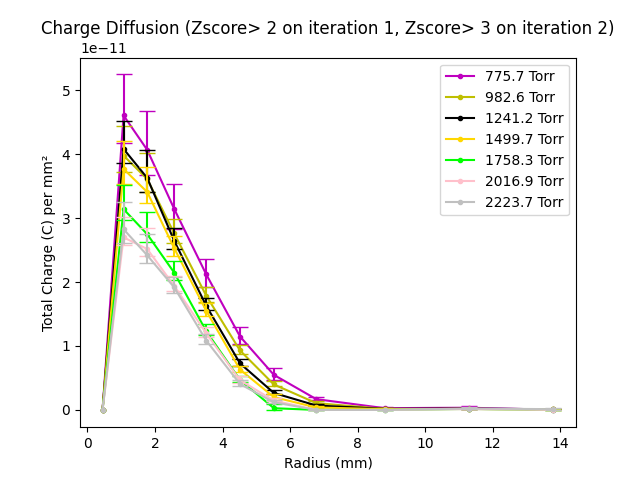 Charge Diffusion (Zscore> 2 on iteration 1, Zscore> 3 on iteration 2)
1e−11
775.7 Torr
982.6 Torr
1241.2 Torr
1499.7 Torr
1758.3 Torr
2016.9 Torr
2223.7 Torr
Total Charge (C) per mm²
5
4
3
2
1
0
0 2 4 6 8 10 12 14
Radius (mm)